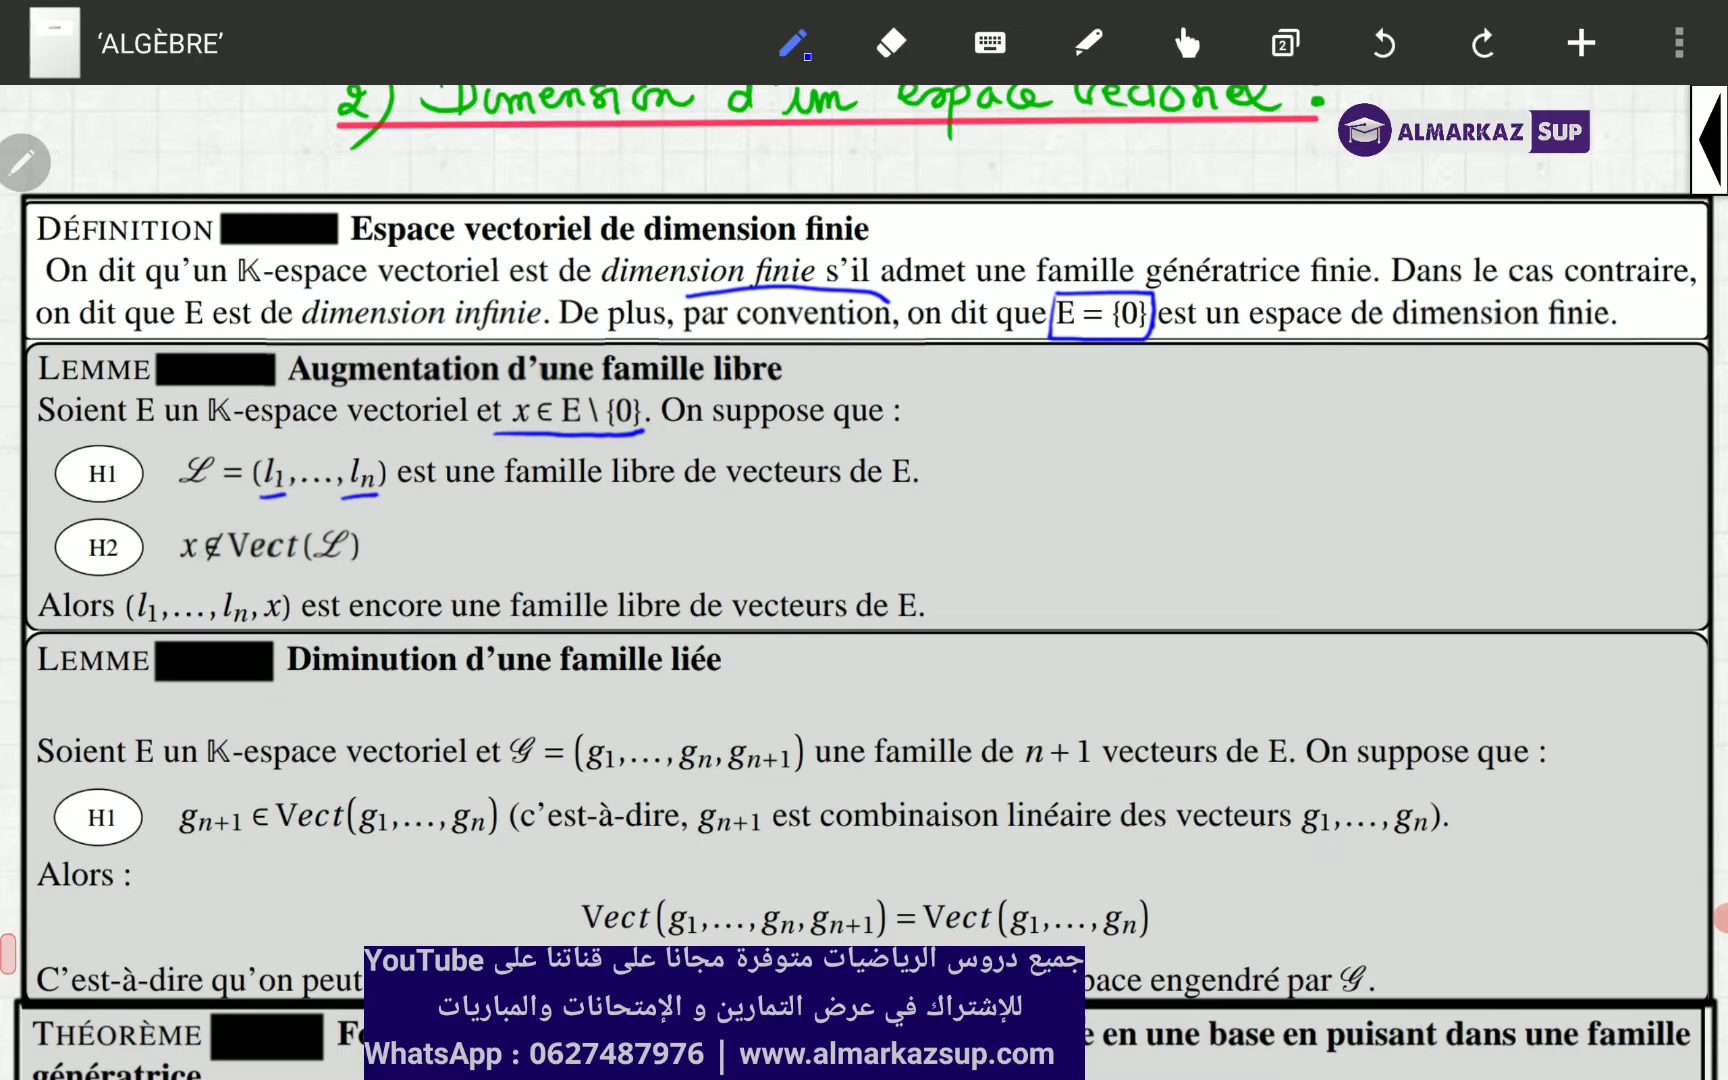 ‘ALGÈBRE’
2
2) Dimension d'un espace vectoriel :
ALMARKAZ SUP
DÉFINITION Espace vectoriel de dimension finie
On dit qu’un 𝕂-espace vectoriel est de dimension finie s’il admet une famille génératrice finie. Dans le cas contraire,
on dit que E est de dimension infinie. De plus, par convention, on dit que E = {0} est un espace de dimension finie.
LEMME Augmentation d’une famille libre
Soient E un 𝕂-espace vectoriel et x ∈ E \ {0}. On suppose que :
H1 ℒ = (l₁,...,lₙ) est une famille libre de vecteurs de E.
H2 x ∉ Vect(ℒ)
Alors (l₁,...,lₙ,x) est encore une famille libre de vecteurs de E.
LEMME Diminution d’une famille liée
Soient E un 𝕂-espace vectoriel et 𝒢 = (g₁,...,gₙ,gₙ₊₁) une famille de n+1 vecteurs de E. On suppose que :
H1 gₙ₊₁ ∈ Vect(g₁,...,gₙ) (c’est-à-dire, gₙ₊₁ est combinaison linéaire des vecteurs g₁,...,gₙ).
Alors :
Vect(g₁,...,gₙ,gₙ₊₁) = Vect(g₁,...,gₙ)
C’est-à-dire qu’on peut pace engendré par 𝒢.
جميع دروس الرياضيات متوفرة مجانا على قناتنا على YouTube
للإشتراك في عرض التمارين و الإمتحانات والمباريات
WhatsApp : 0627487976 | www.almarkazsup.com
THÉORÈME e en une base en puisant dans une famille
génératrice